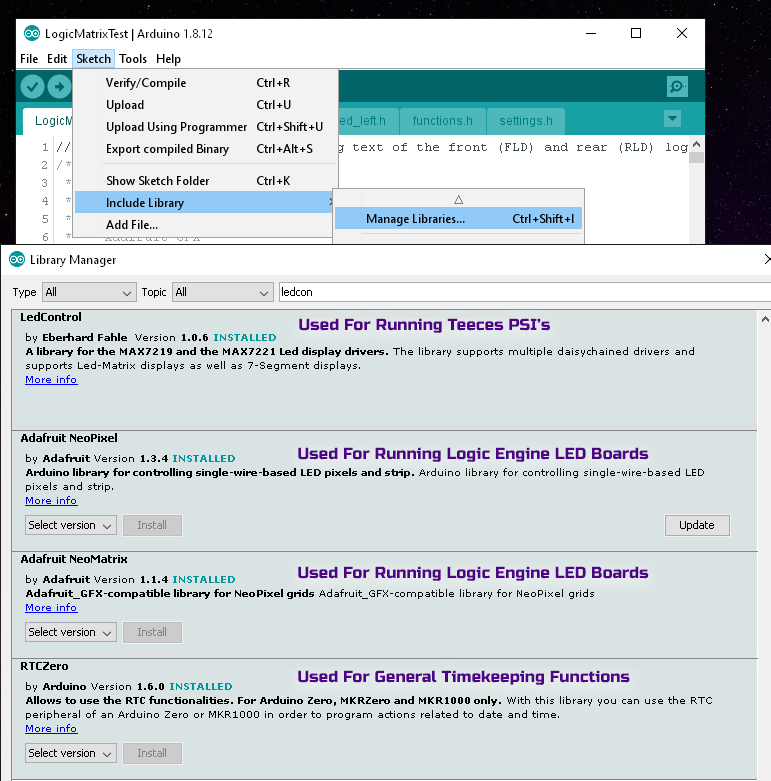 LogicMatrixTest | Arduino 1.8.12
File Edit Sketch Tools Help
Verify/Compile Ctrl+R
Upload Ctrl+U
Upload Using Programmer Ctrl+Shift+U
Export compiled Binary Ctrl+Alt+S
Show Sketch Folder Ctrl+K
Include Library
Add File...
Manage Libraries... Ctrl+Shift+I
LogicM ed_left.h functions.h settings.h
1 // g text of the front (FLD) and rear (RLD) log
2 /*
3 *
4 *
5 *
6 * Adafruit GFX
Library Manager
Type All Topic All ledcon
LedControl
Used For Running Teeces PSI's
by Eberhard Fahle Version 1.0.6 INSTALLED
A library for the MAX7219 and the MAX7221 Led display drivers. The library supports multiple daisychained drivers and
supports Led-Matrix displays as well as 7-Segment displays.
More info
Adafruit NeoPixel
Used For Running Logic Engine LED Boards
by Adafruit Version 1.3.4 INSTALLED
Arduino library for controlling single-wire-based LED pixels and strip. Arduino library for controlling single-wire-based LED
pixels and strip.
More info
Select version Install Update
Adafruit NeoMatrix
Used For Running Logic Engine LED Boards
by Adafruit Version 1.1.4 INSTALLED
Adafruit_GFX-compatible library for NeoPixel grids Adafruit_GFX-compatible library for NeoPixel grids
More info
Select version Install
RTCZero
Used For General Timekeeping Functions
by Arduino Version 1.6.0 INSTALLED
Allows to use the RTC functionalities. For Arduino Zero, MKRZero and MKR1000 only. With this library you can use the RTC
peripheral of an Arduino Zero or MKR1000 in order to program actions related to date and time.
More info
Select version Install